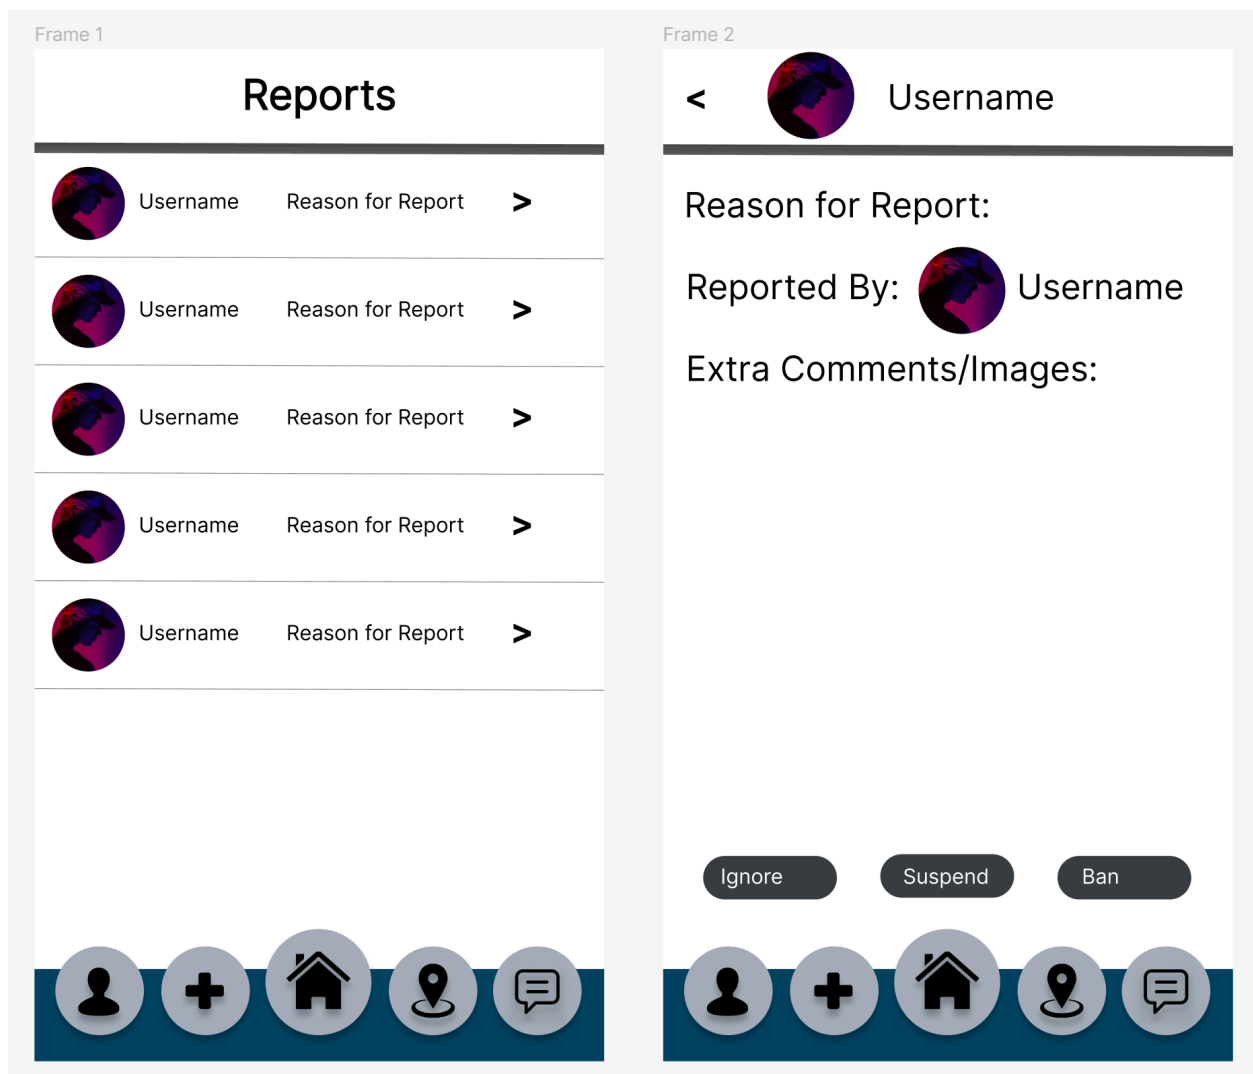 Frame 1
Reports
Username Reason for Report >
Username Reason for Report >
Username Reason for Report >
Username Reason for Report >
Username Reason for Report >
Frame 2
< Username
Reason for Report:
Reported By: Username
Extra Comments/Images:
Ignore Suspend Ban